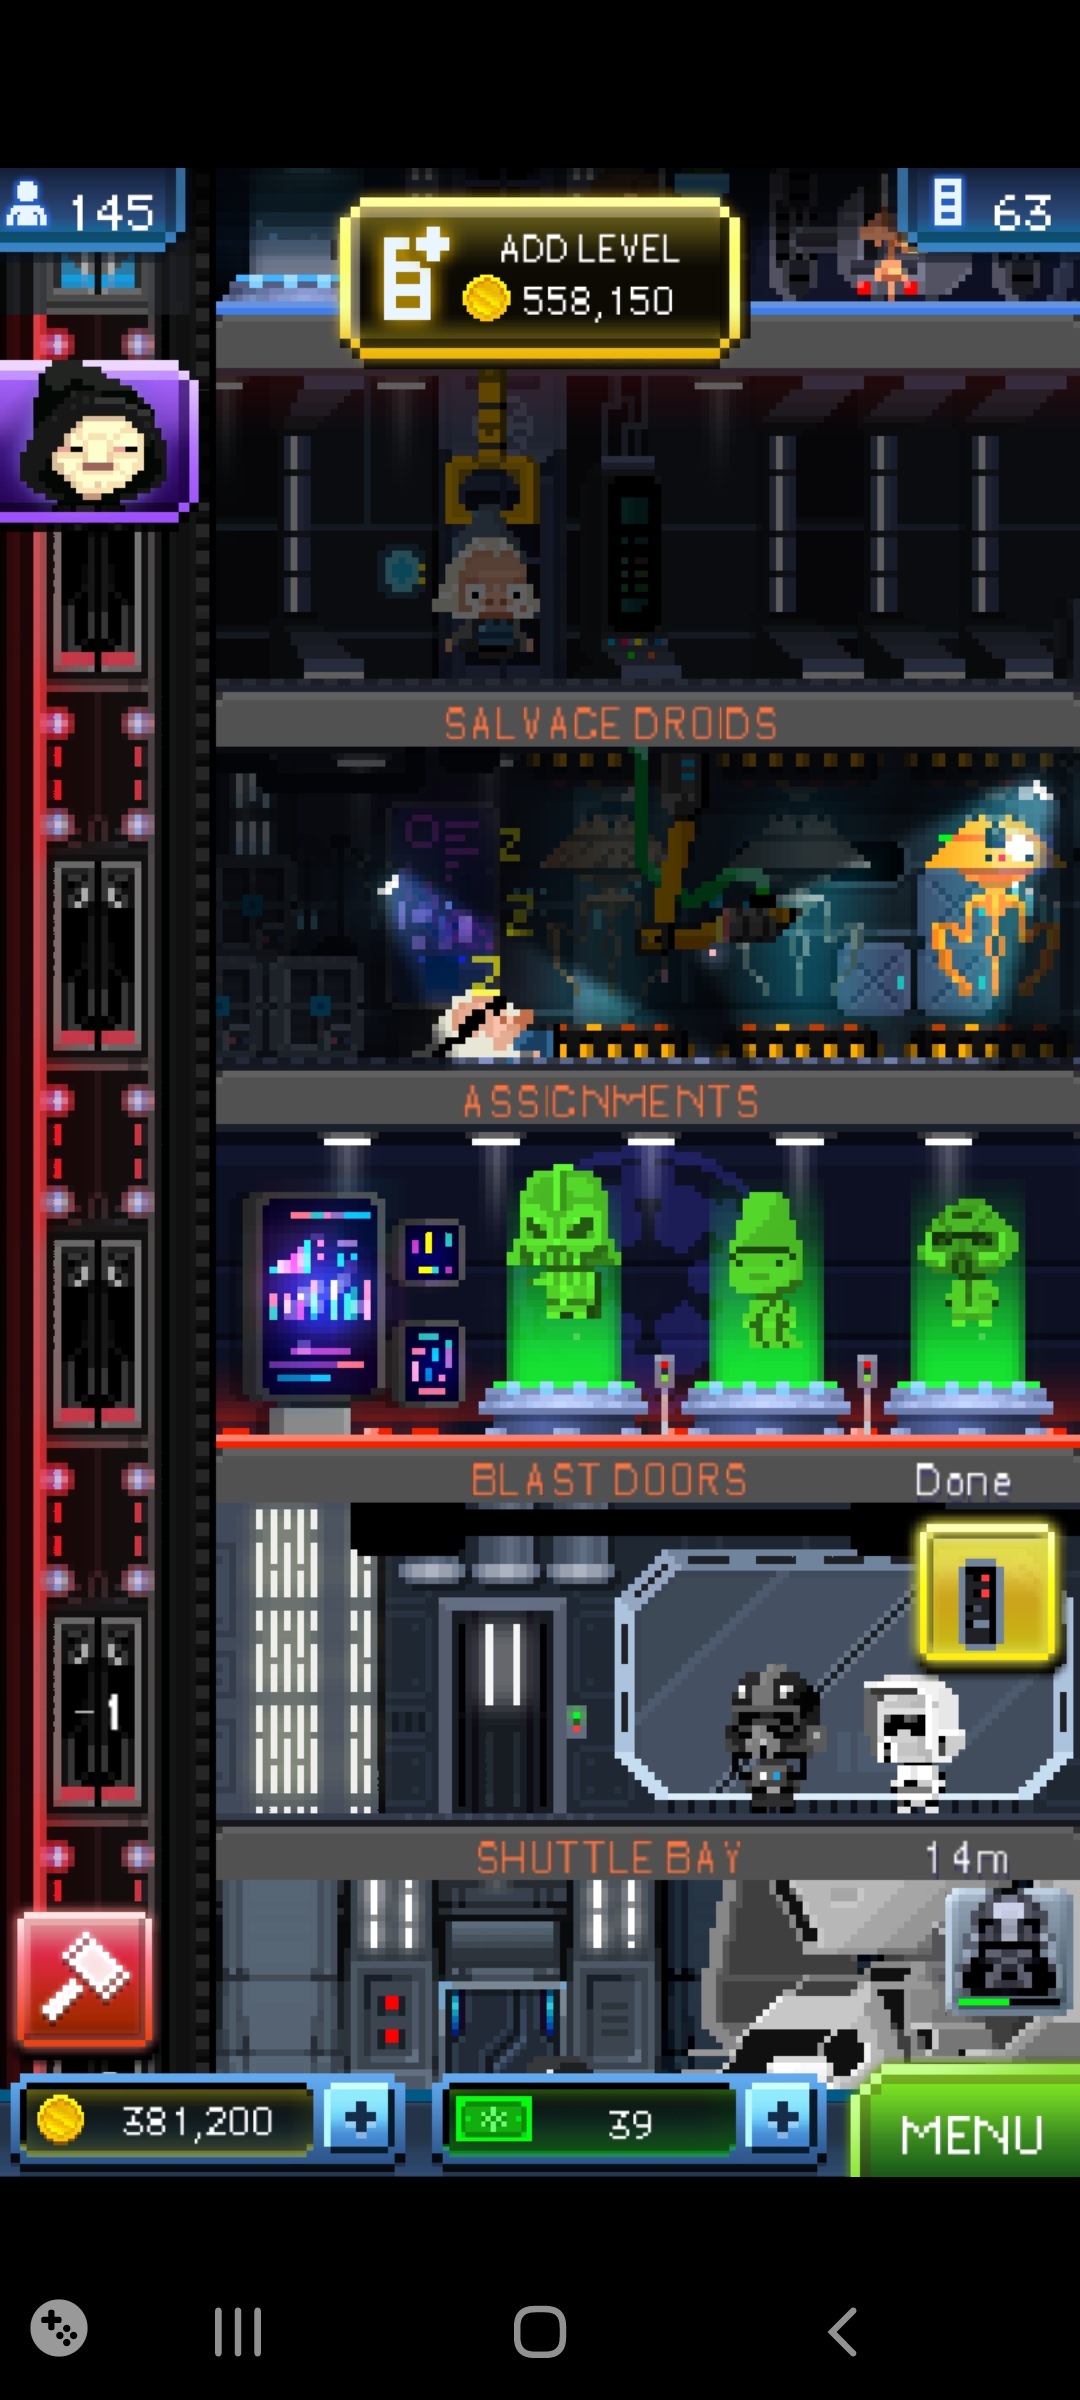 145
63
ADD LEVEL
558,150
SALVAGE DROIDS
Z
Z
Z
ASSIGNMENTS
BLAST DOORS
Done
-1
SHUTTLE BAY
14m
381,200
39
MENU